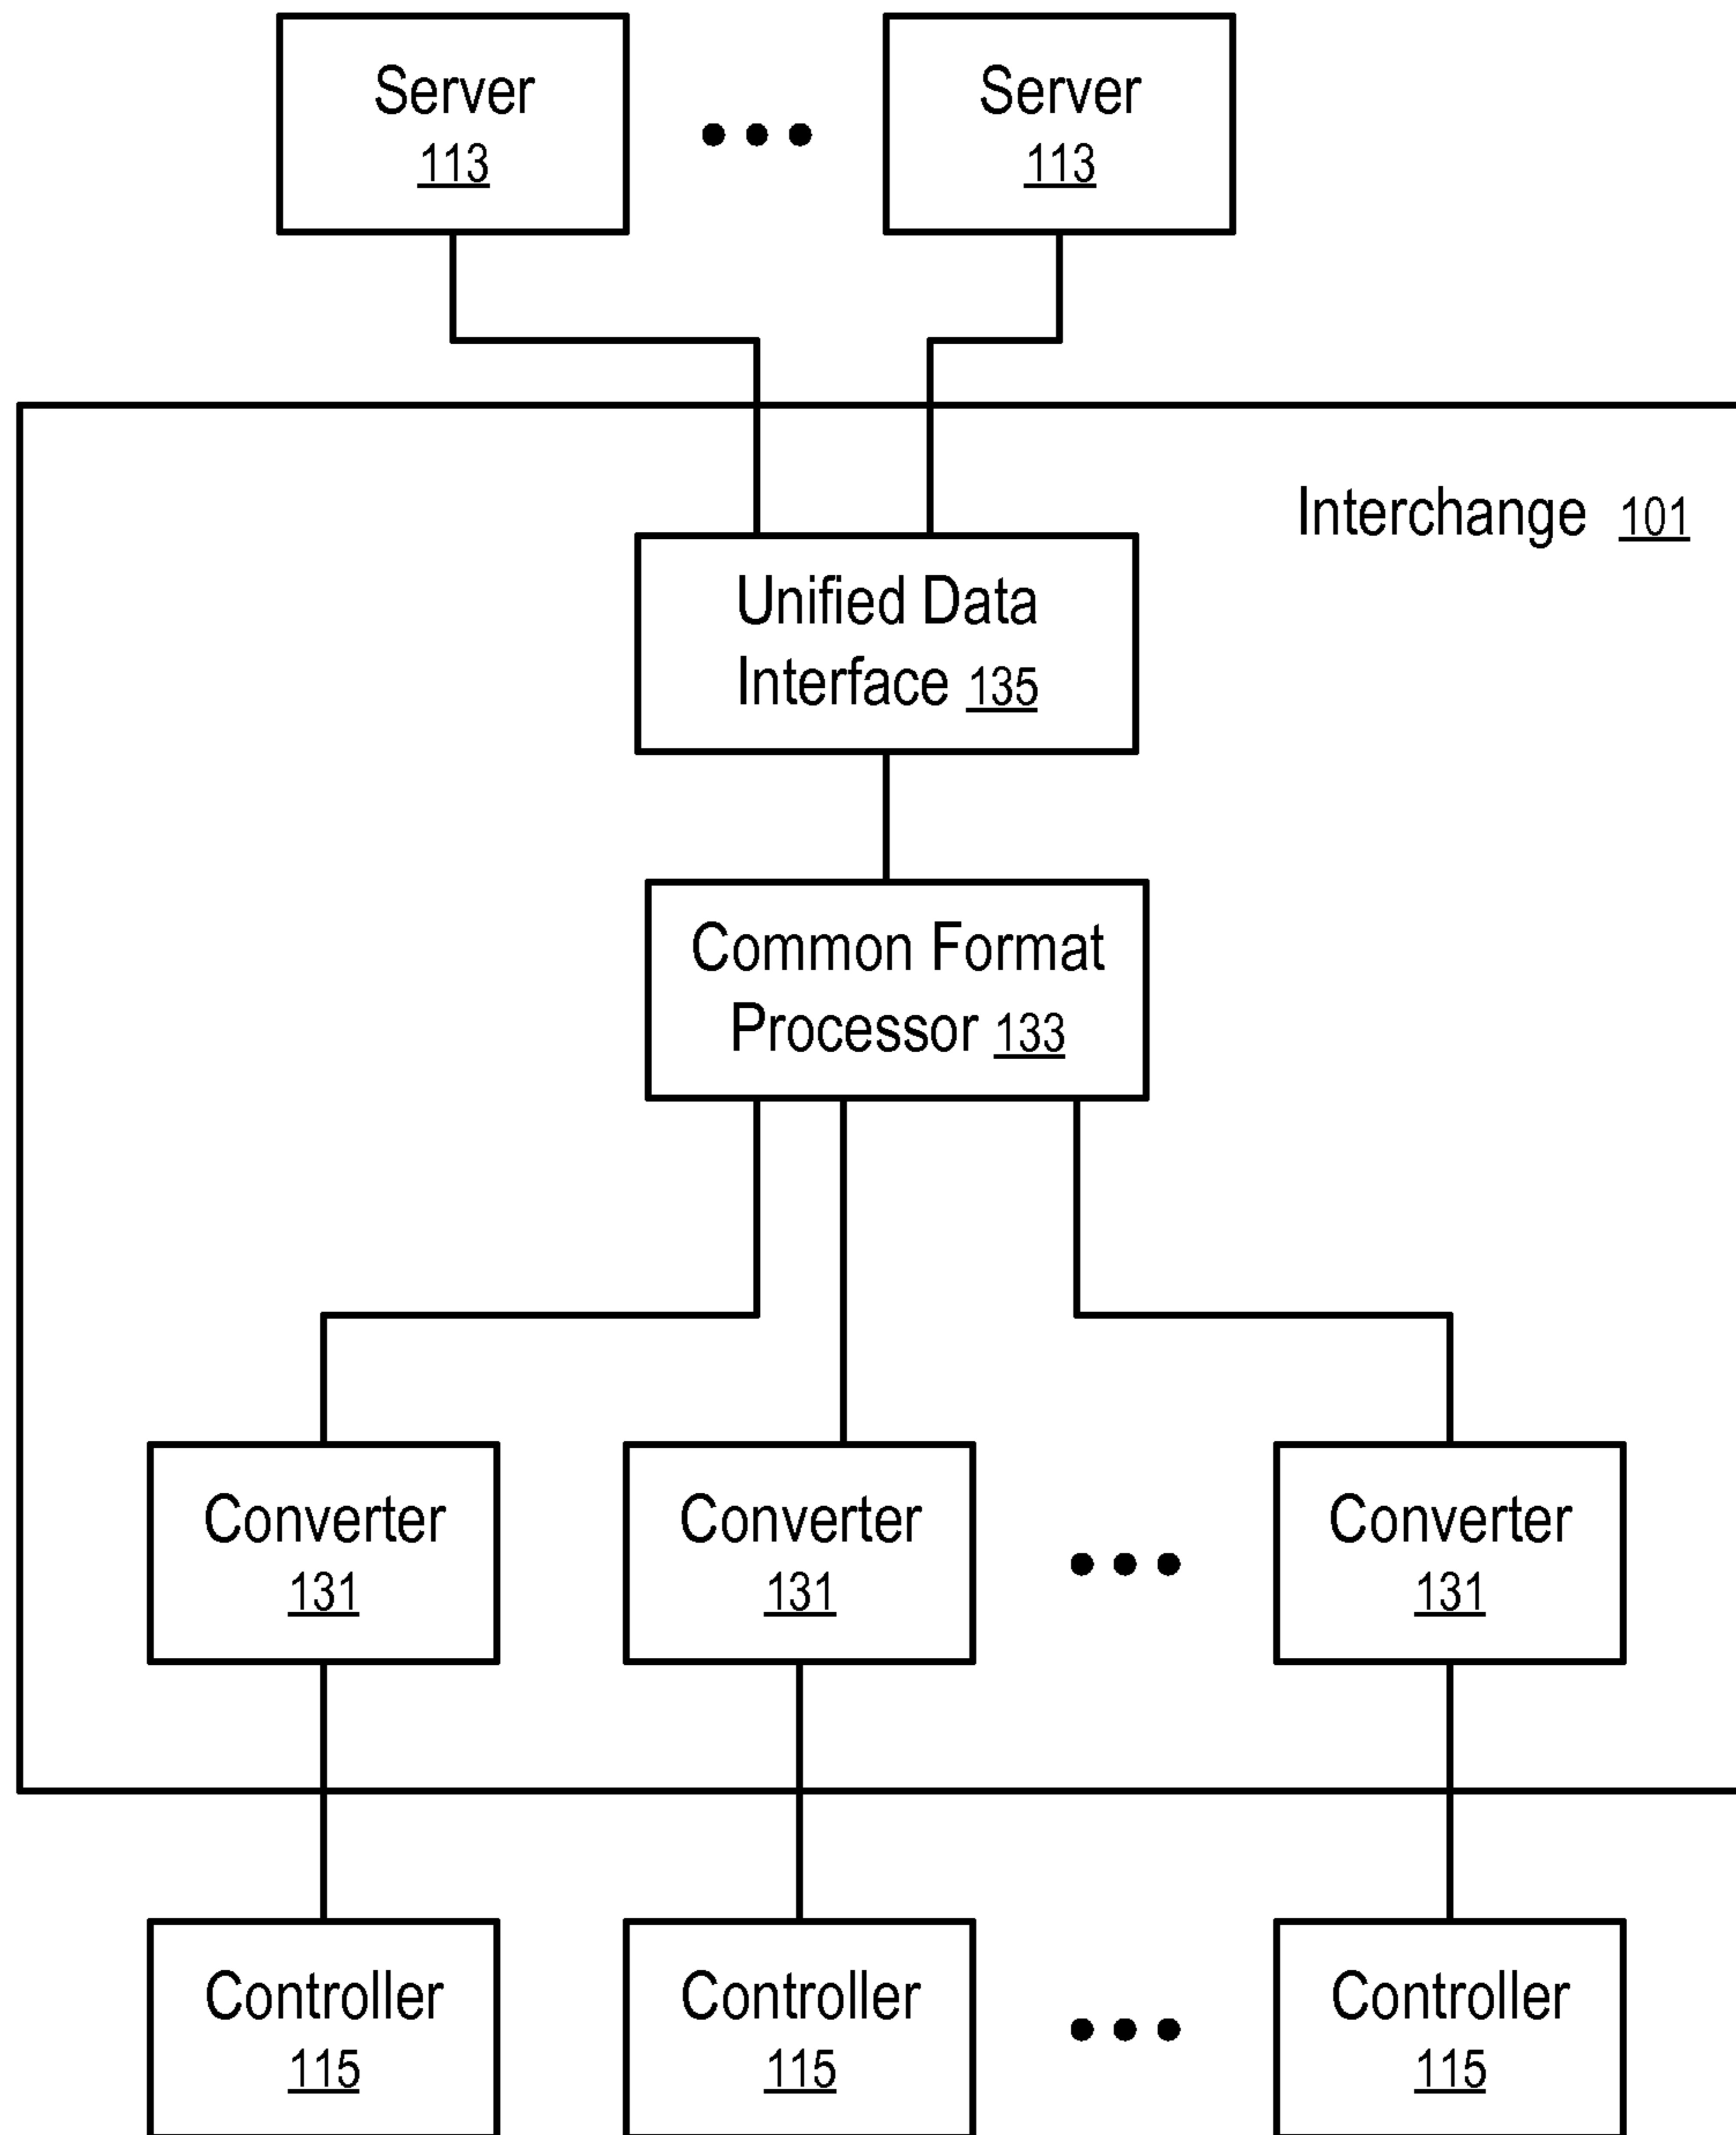 Server
113
Server
113
Interchange 101
Unified Data
Interface 135
Common Format
Processor 133
Converter
131
Converter
131
Converter
131
Controller
115
Controller
115
Controller
115